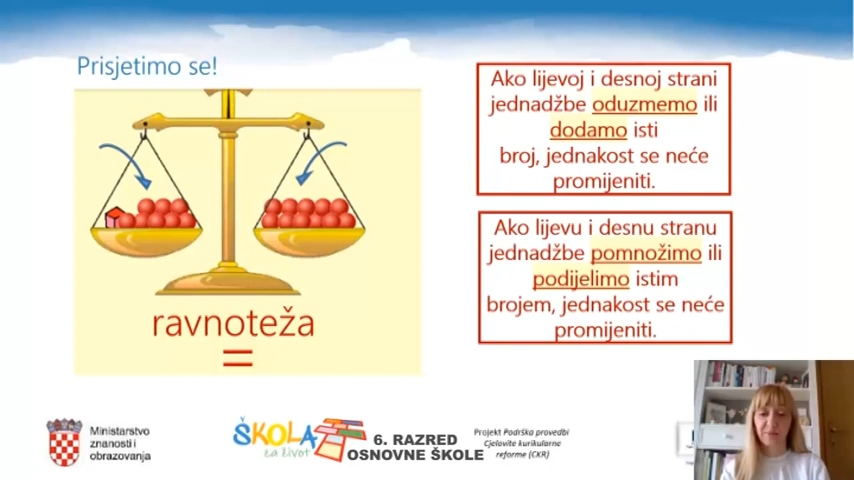 Prisjetimo se!
ravnoteža
=
Ako lijevoj i desnoj strani
jednadžbe oduzmemo ili
dodamo isti
broj, jednakost se neće
promijeniti.
Ako lijevu i desnu stranu
jednadžbe pomnožimo ili
podijelimo istim
brojem, jednakost se neće
promijeniti.
Ministarstvo
znanosti i
obrazovanja
ŠKOLA
za život
6. RAZRED
OSNOVNE ŠKOLE
Projekt Podrška provedbi
Cjelovite kurikularne
reforme (CKR)